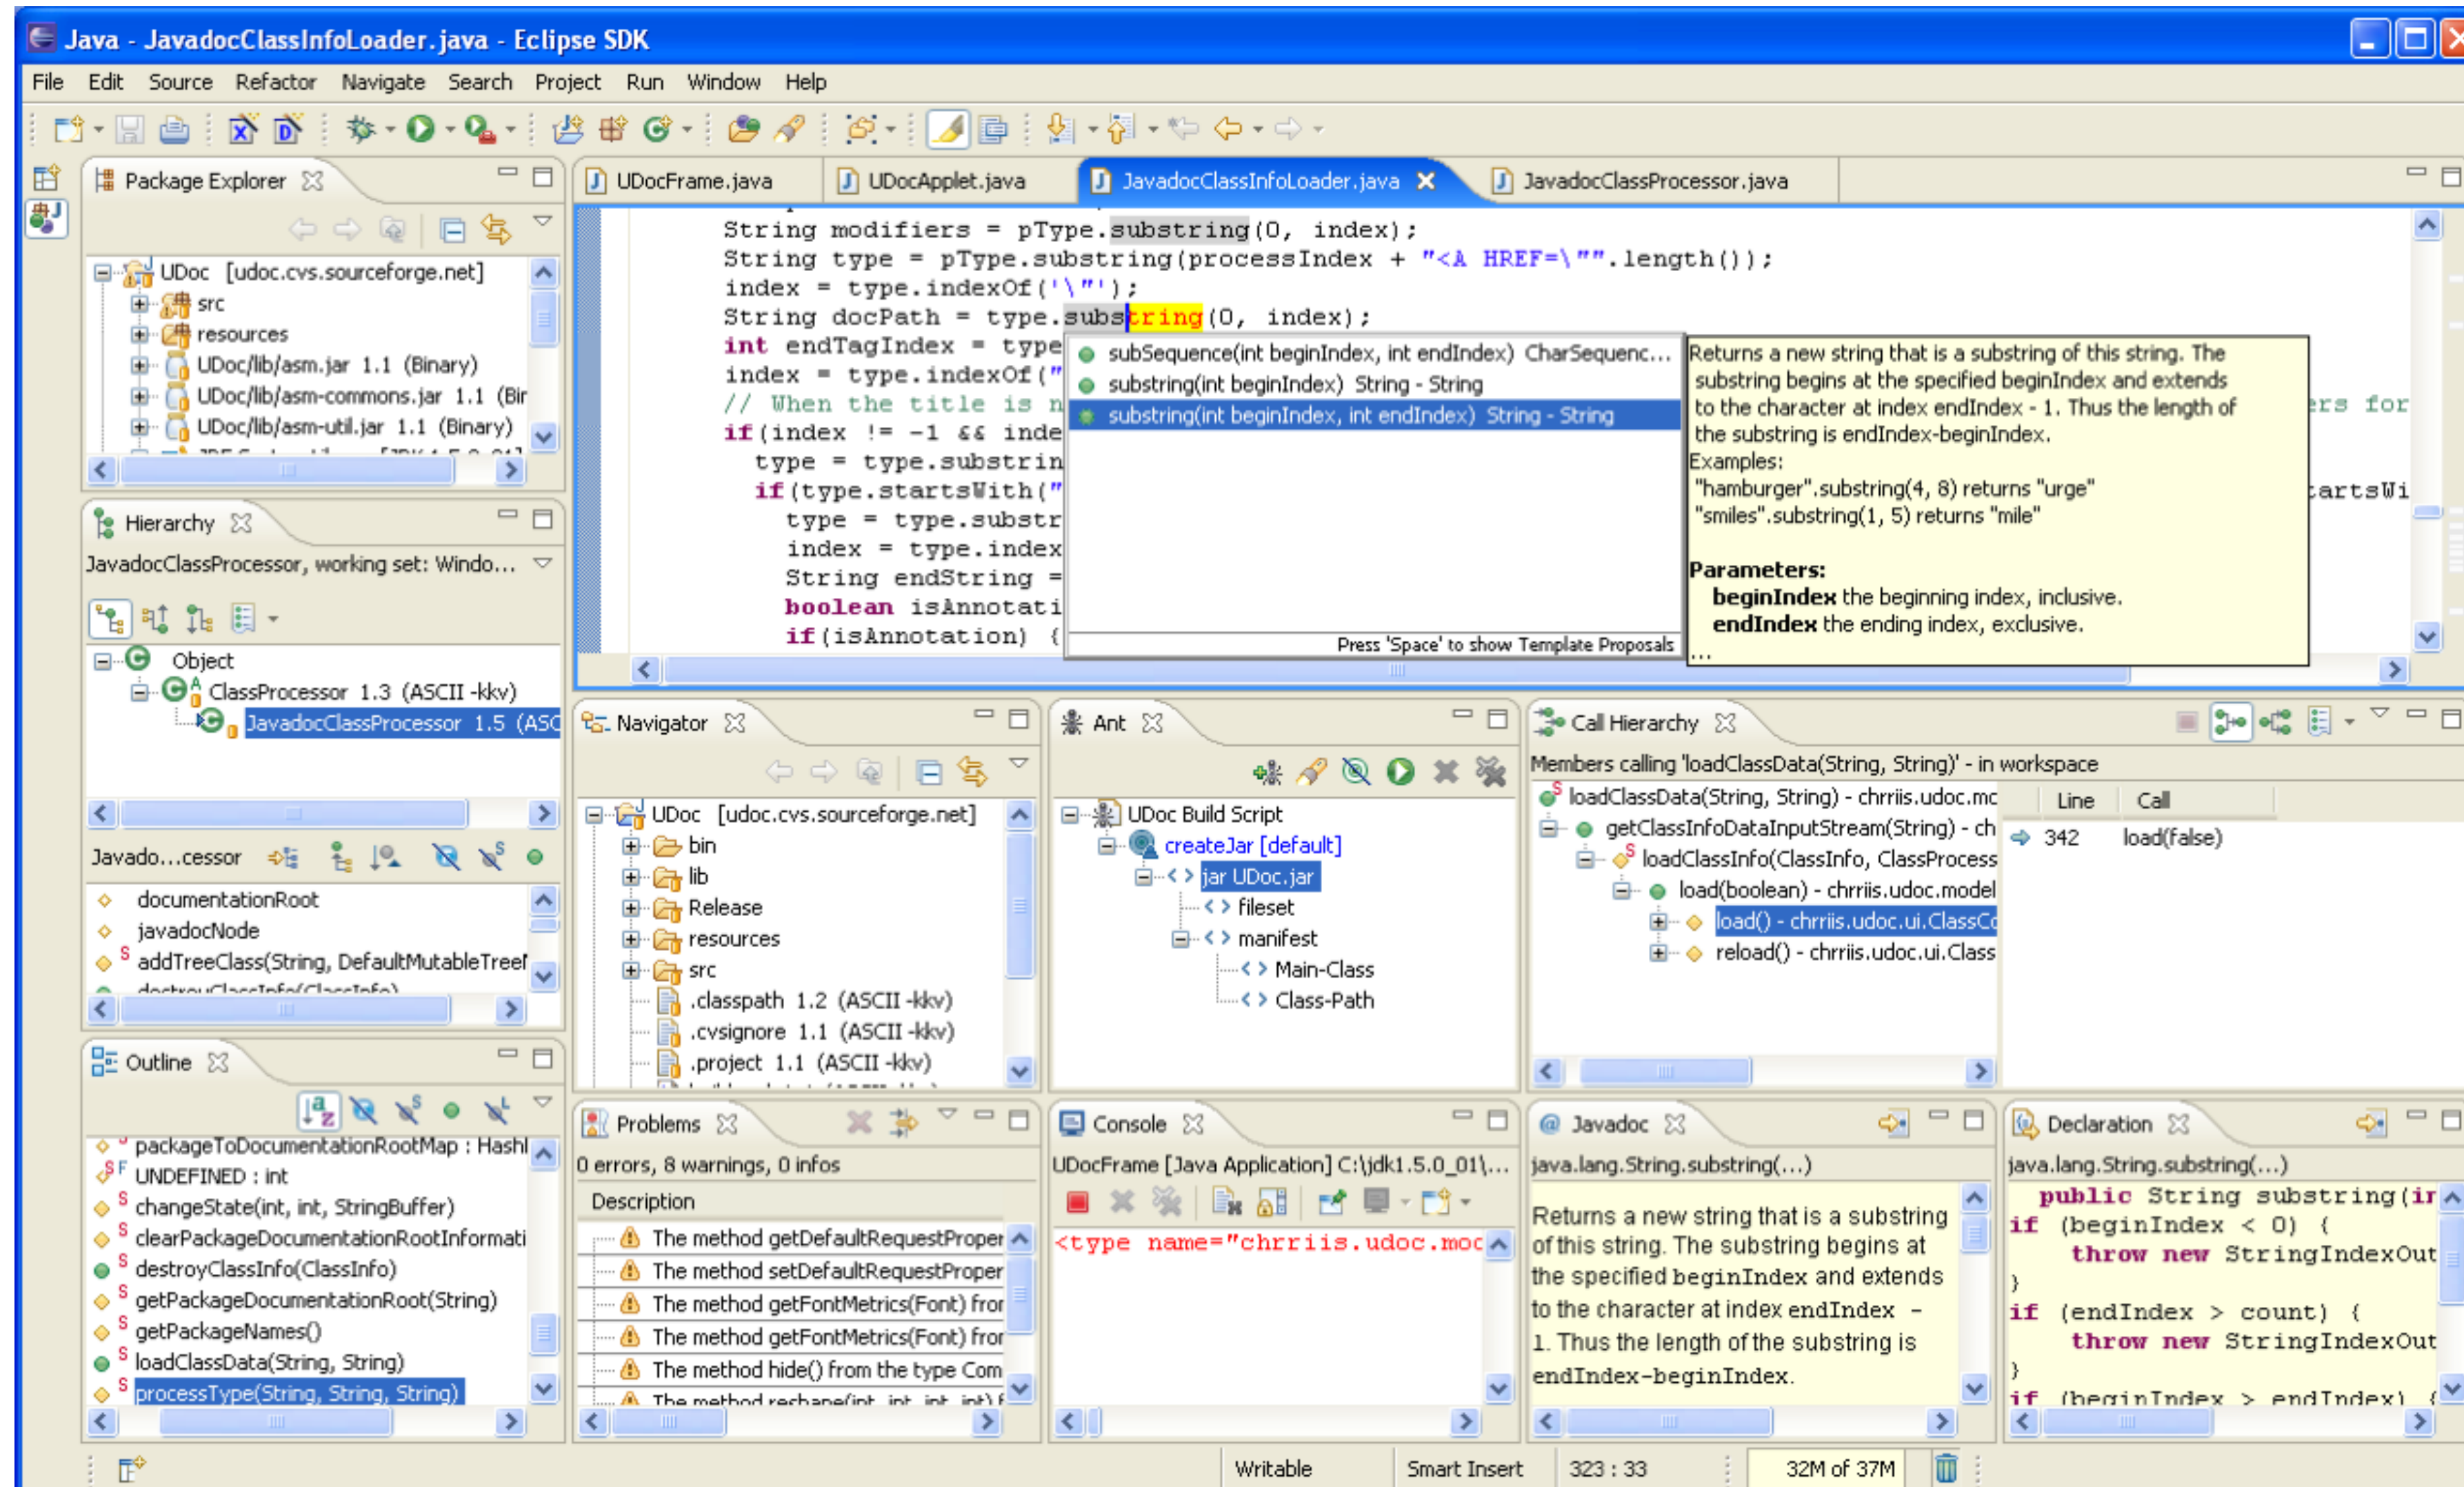 Java - JavadocClassInfoLoader.java - Eclipse SDK
File Edit Source Refactor Navigate Search Project Run Window Help
Package Explorer
UDoc [udoc.cvs.sourceforge.net]
src
resources
UDoc/lib/asm.jar 1.1 (Binary)
UDoc/lib/asm-commons.jar 1.1 (Bir
UDoc/lib/asm-util.jar 1.1 (Binary)
Hierarchy
JavadocClassProcessor, working set: Windo...
Object
ClassProcessor 1.3 (ASCII -kkv)
JavadocClassProcessor 1.5 (ASC
Javado...cessor
documentationRoot
javadocNode
addTreeClass(String, DefaultMutableTreeN
destroyClassInfo(ClassInfo)
Outline
packageToDocumentationRootMap : Hashl
UNDEFINED : int
changeState(int, int, StringBuffer)
clearPackageDocumentationRootInformati
destroyClassInfo(ClassInfo)
getPackageDocumentationRoot(String)
getPackageNames()
loadClassData(String, String)
processType(String, String, String)
UDocFrame.java UDocApplet.java JavadocClassInfoLoader.java JavadocClassProcessor.java
String modifiers = pType.substring(0, index);
String type = pType.substring(processIndex + "<A HREF=\"".length());
index = type.indexOf('\"');
String docPath = type.substring(0, index);
int endTagIndex = type
index = type.indexOf("
// When the title is n ers for
if(index != -1 && inde
type = type.substrin
if(type.startsWith(" tartsWi
type = type.substr
index = type.index
String endString =
boolean isAnnotati
if(isAnnotation) {
subSequence(int beginIndex, int endIndex) CharSequenc...
substring(int beginIndex) String - String
substring(int beginIndex, int endIndex) String - String
Press 'Space' to show Template Proposals
Returns a new string that is a substring of this string. The
substring begins at the specified beginIndex and extends
to the character at index endIndex - 1. Thus the length of
the substring is endIndex-beginIndex.
Examples:
"hamburger".substring(4, 8) returns "urge"
"smiles".substring(1, 5) returns "mile"
Parameters:
beginIndex the beginning index, inclusive.
endIndex the ending index, exclusive.
...
Navigator
UDoc [udoc.cvs.sourceforge.net]
bin
lib
Release
resources
src
.classpath 1.2 (ASCII -kkv)
.cvsignore 1.1 (ASCII -kkv)
.project 1.1 (ASCII -kkv)
Ant
UDoc Build Script
createJar [default]
jar UDoc.jar
fileset
manifest
Main-Class
Class-Path
Call Hierarchy
Members calling 'loadClassData(String, String)' - in workspace
loadClassData(String, String) - chrriis.udoc.mc
getClassInfoDataInputStream(String) - ch
loadClassInfo(ClassInfo, ClassProcess
load(boolean) - chrriis.udoc.model
load() - chrriis.udoc.ui.ClassCo
reload() - chrriis.udoc.ui.Class
Line Call
342 load(false)
Problems
0 errors, 8 warnings, 0 infos
Description
The method getDefaultRequestProper
The method setDefaultRequestProper
The method getFontMetrics(Font) fror
The method getFontMetrics(Font) fror
The method hide() from the type Com
The method reshape(int, int, int, int) f
Console
UDocFrame [Java Application] C:\jdk1.5.0_01\...
<type name="chrriis.udoc.moc
Javadoc
java.lang.String.substring(...)
Returns a new string that is a substring
of this string. The substring begins at
the specified beginIndex and extends
to the character at index endIndex -
1. Thus the length of the substring is
endIndex-beginIndex.
Declaration
java.lang.String.substring(...)
public String substring(ir
if (beginIndex < 0) {
throw new StringIndexOut
}
if (endIndex > count) {
throw new StringIndexOut
}
if (beginIndex > endIndex) {
Writable Smart Insert 323 : 33 32M of 37M